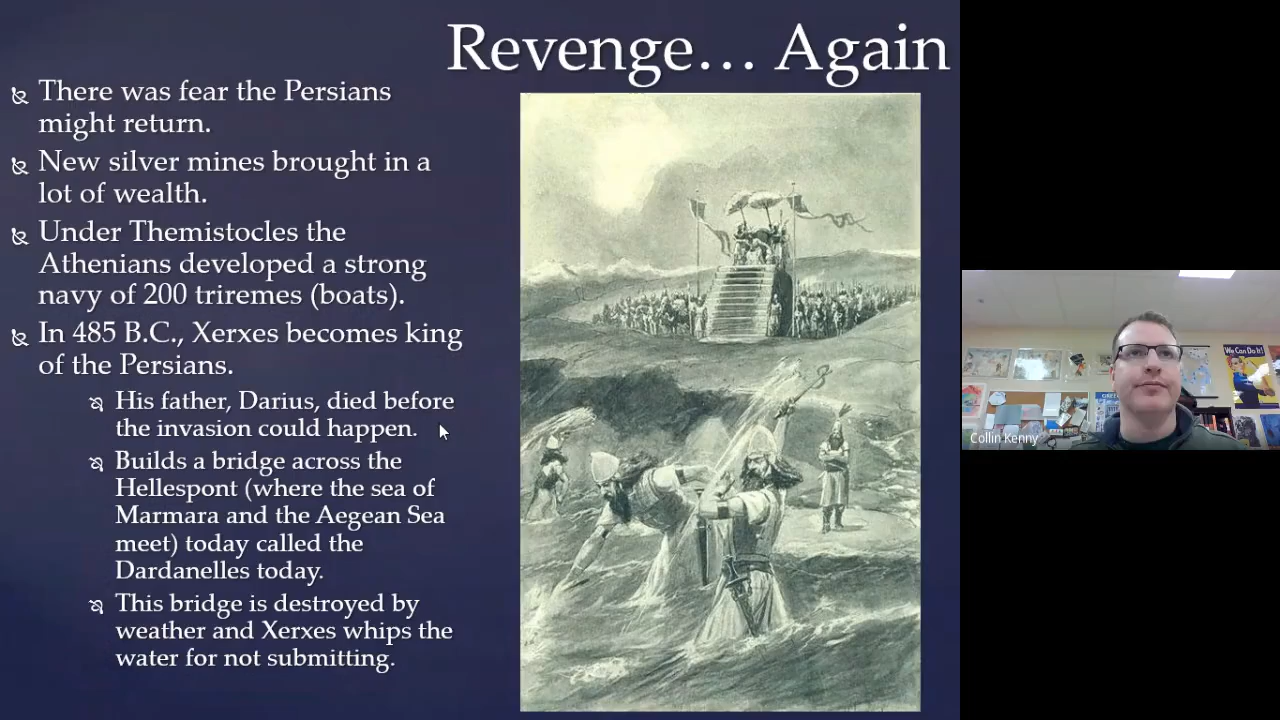 Revenge… Again
There was fear the Persians
might return.
New silver mines brought in a
lot of wealth.
Under Themistocles the
Athenians developed a strong
navy of 200 triremes (boats).
In 485 B.C., Xerxes becomes king
of the Persians.
His father, Darius, died before
the invasion could happen.
Builds a bridge across the
Hellespont (where the sea of
Marmara and the Aegean Sea
meet) today called the
Dardanelles today.
This bridge is destroyed by
weather and Xerxes whips the
water for not submitting.
We Can Do It!
Collin Kenny